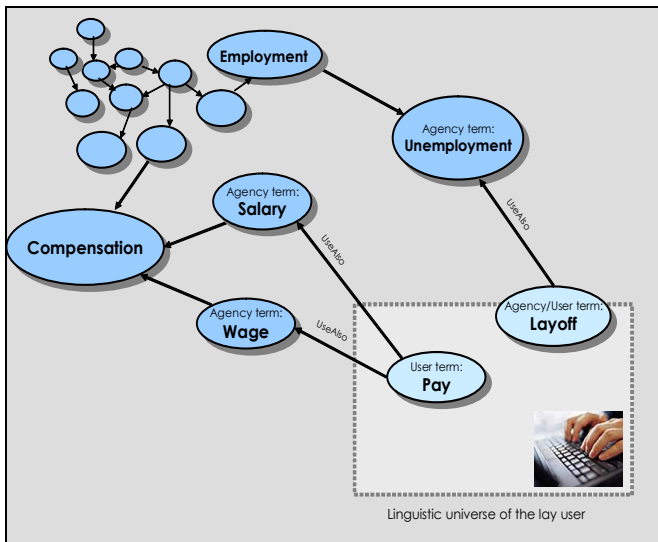 Employment
Agency term:
Unemployment
Agency term:
Salary
UseAlso
UseAlso
Compensation
Agency term:
Wage
UseAlso
Agency/User term:
Layoff
User term:
Pay
Linguistic universe of the lay user